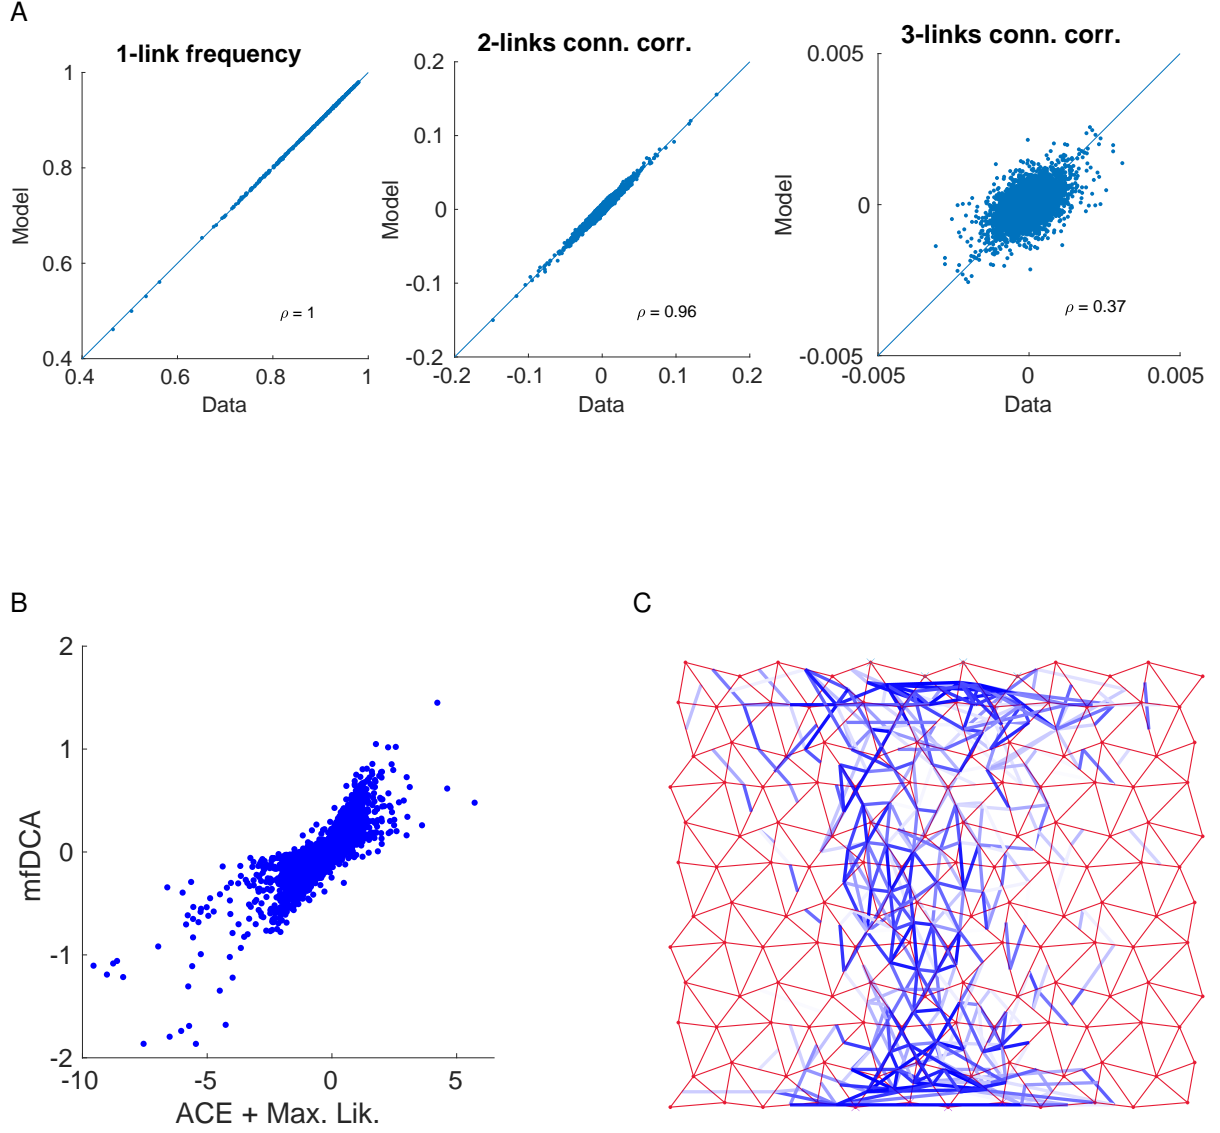 A
1-link frequency
1
0.8
0.6
0.4
0.4
0.6
0.8
1
Model
Data
ρ = 1
2-links conn. corr.
0.2
0.1
0
-0.1
-0.2
-0.2
-0.1
0
0.1
0.2
Model
Data
ρ = 0.96
3-links conn. corr.
0.005
0
-0.005
-0.005
0
0.005
Model
Data
ρ = 0.37
B
2
1
0
-1
-2
-10
-5
0
5
mfDCA
ACE + Max. Lik.
C